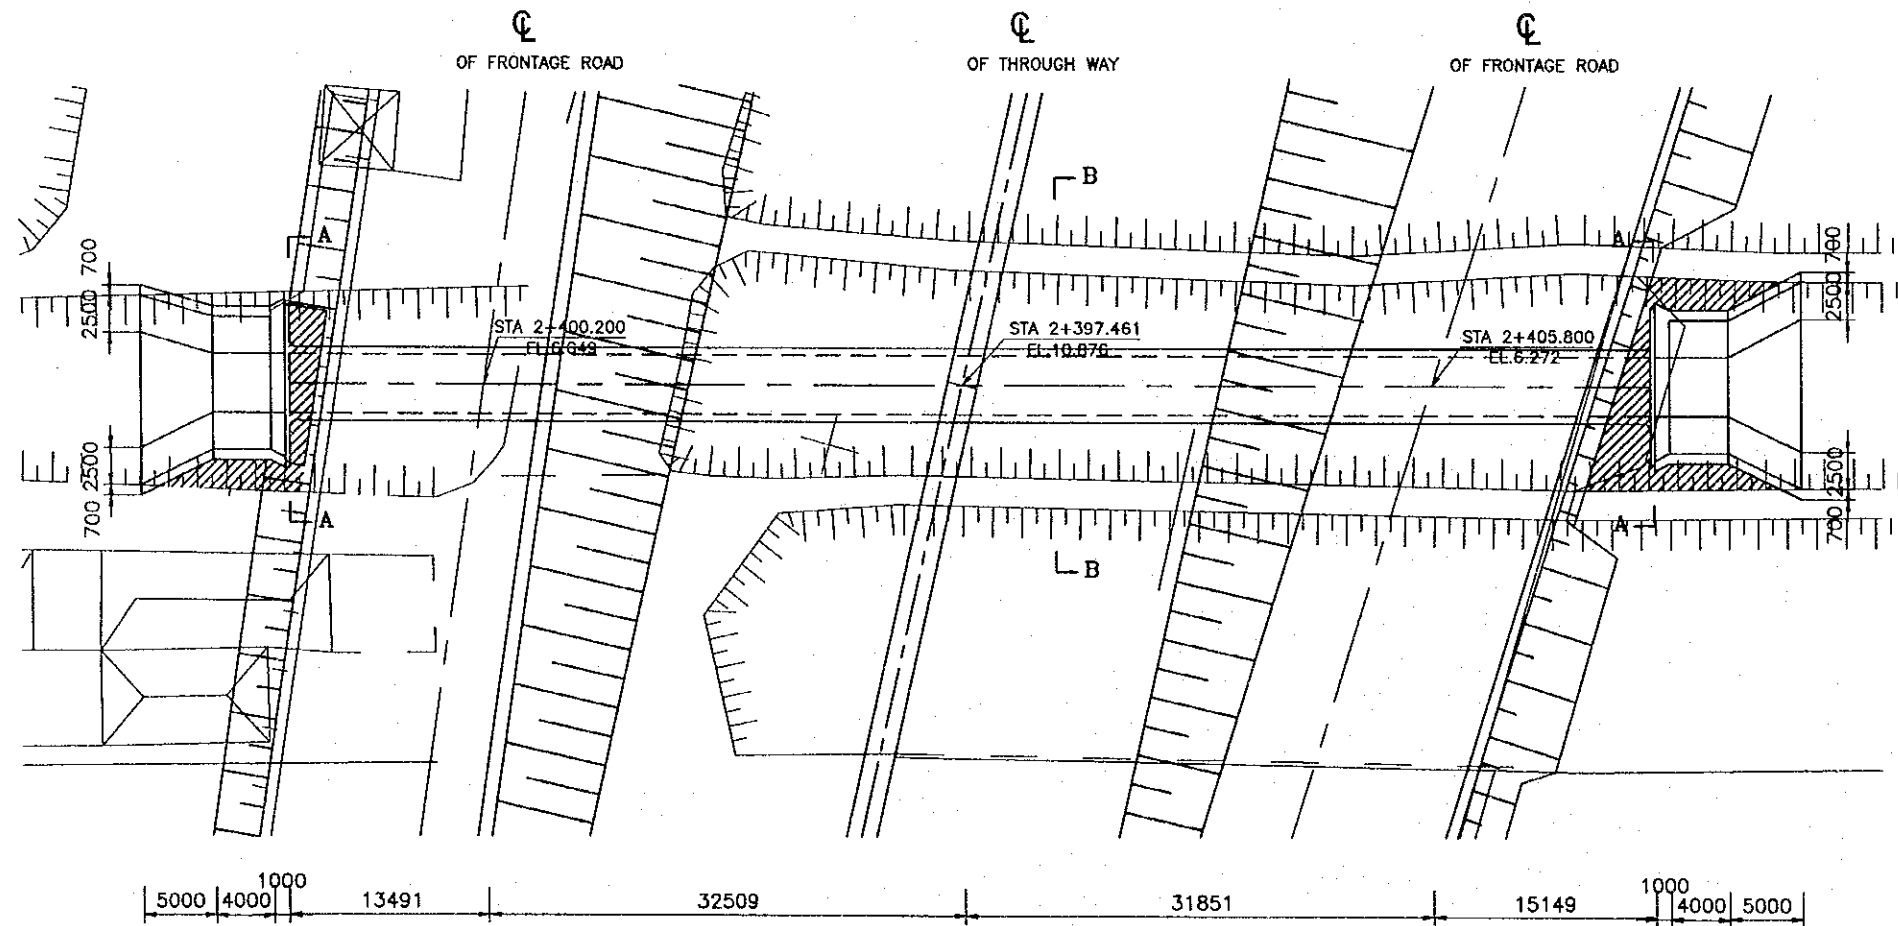 ℄
OF FRONTAGE ROAD
℄
OF THROUGH WAY
℄
OF FRONTAGE ROAD
B
A
A
700
2500
700
2500
STA 2+400.200
STA 2+397.461
EL.10.876
STA 2+405.800
EL.6.272
2500
700
2500
700
A
A
B
5000
4000
1000
13491
32509
31851
15149
1000
4000
5000